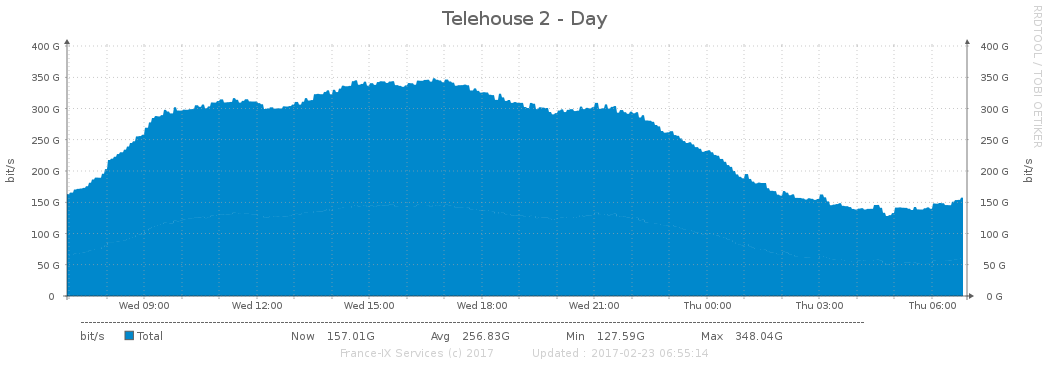 Telehouse 2 - Day
RRDTOOL / TOBI OETIKER
bit/s
400 G
350 G
300 G
250 G
200 G
150 G
100 G
50 G
0
400 G
350 G
300 G
250 G
200 G
150 G
100 G
50 G
0 G
bit/s
Wed 09:00 Wed 12:00 Wed 15:00 Wed 18:00 Wed 21:00 Thu 00:00 Thu 03:00 Thu 06:00
bit/s Total Now 157.01G Avg 256.83G Min 127.59G Max 348.04G
France-IX Services (c) 2017 Updated : 2017-02-23 06:55:14